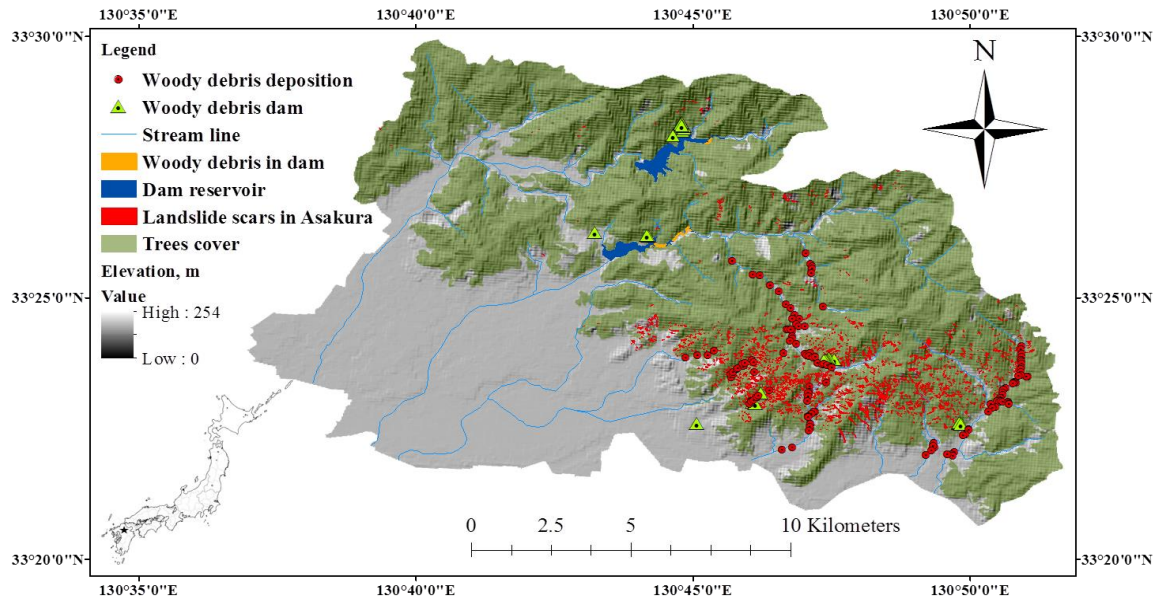 130°35'0"E 130°40'0"E 130°45'0"E 130°50'0"E
33°30'0"N 33°30'0"N
Legend
Woody debris deposition
Woody debris dam
Stream line
Woody debris in dam
Dam reservoir
Landslide scars in Asakura
Trees cover
Elevation, m
Value
High : 254
Low : 0
N
33°25'0"N 33°25'0"N
0 2.5 5 10 Kilometers
33°20'0"N 33°20'0"N
130°35'0"E 130°40'0"E 130°45'0"E 130°50'0"E